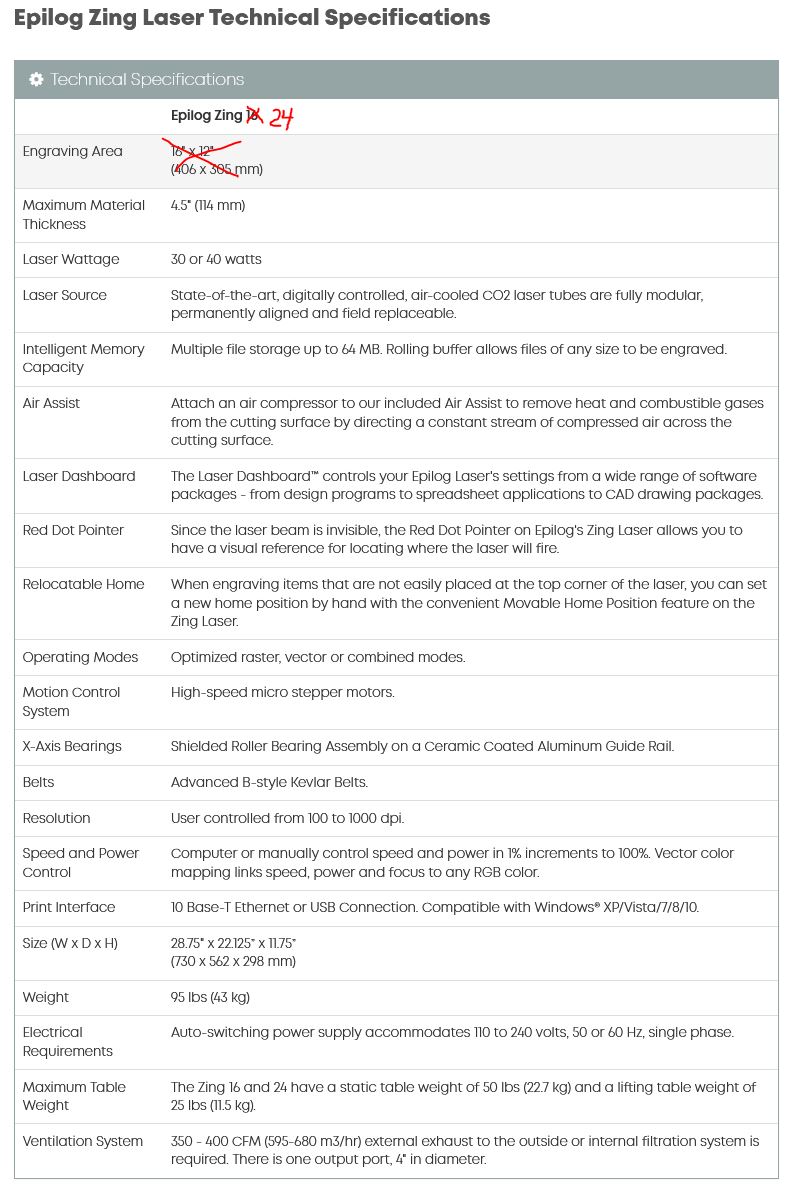 Epilog Zing Laser Technical Specifications
Technical Specifications
Epilog Zing 16 24
Engraving Area
16" x 12"
(406 x 305 mm)
Maximum Material
Thickness
4.5" (114 mm)
Laser Wattage
30 or 40 watts
Laser Source
State-of-the-art, digitally controlled, air-cooled CO2 laser tubes are fully modular,
permanently aligned and field replaceable.
Intelligent Memory
Capacity
Multiple file storage up to 64 MB. Rolling buffer allows files of any size to be engraved.
Air Assist
Attach an air compressor to our included Air Assist to remove heat and combustible gases
from the cutting surface by directing a constant stream of compressed air across the
cutting surface.
Laser Dashboard
The Laser Dashboard™ controls your Epilog Laser's settings from a wide range of software
packages - from design programs to spreadsheet applications to CAD drawing packages.
Red Dot Pointer
Since the laser beam is invisible, the Red Dot Pointer on Epilog's Zing Laser allows you to
have a visual reference for locating where the laser will fire.
Relocatable Home
When engraving items that are not easily placed at the top corner of the laser, you can set
a new home position by hand with the convenient Movable Home Position feature on the
Zing Laser.
Operating Modes
Optimized raster, vector or combined modes.
Motion Control
System
High-speed micro stepper motors.
X-Axis Bearings
Shielded Roller Bearing Assembly on a Ceramic Coated Aluminum Guide Rail.
Belts
Advanced B-style Kevlar Belts.
Resolution
User controlled from 100 to 1000 dpi.
Speed and Power
Control
Computer or manually control speed and power in 1% increments to 100%. Vector color
mapping links speed, power and focus to any RGB color.
Print Interface
10 Base-T Ethernet or USB Connection. Compatible with Windows® XP/Vista/7/8/10.
Size (W x D x H)
28.75" x 22.125" x 11.75"
(730 x 562 x 298 mm)
Weight
95 lbs (43 kg)
Electrical
Requirements
Auto-switching power supply accommodates 110 to 240 volts, 50 or 60 Hz, single phase.
Maximum Table
Weight
The Zing 16 and 24 have a static table weight of 50 lbs (22.7 kg) and a lifting table weight of
25 lbs (11.5 kg).
Ventilation System
350 - 400 CFM (595-680 m3/hr) external exhaust to the outside or internal filtration system is
required. There is one output port, 4" in diameter.